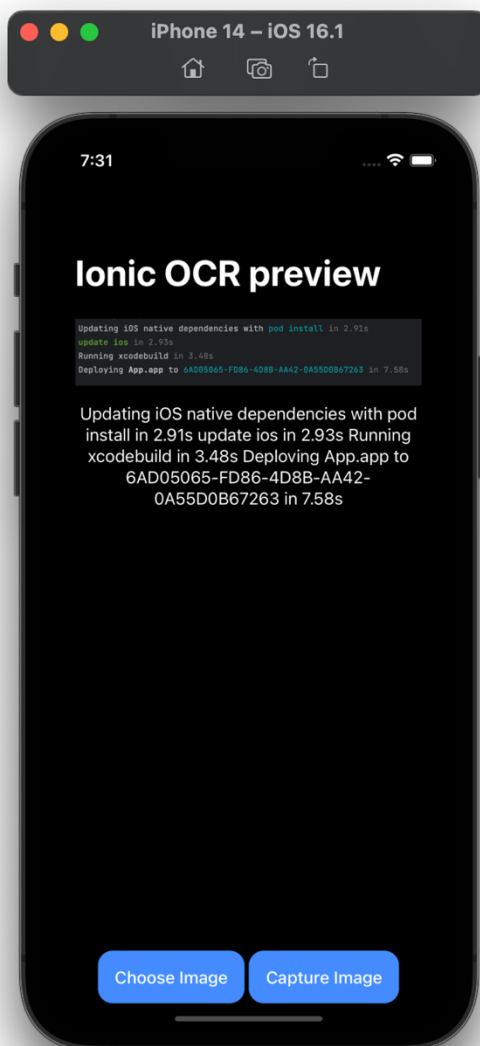 iPhone 14 – iOS 16.1
7:31
Ionic OCR preview
Updating iOS native dependencies with pod install in 2.91s
update ios in 2.93s
Running xcodebuild in 3.48s
Deploying App.app to 6AD05065-FD86-4D8B-AA42-0A55D0B67263 in 7.58s
Updating iOS native dependencies with pod
install in 2.91s update ios in 2.93s Running
xcodebuild in 3.48s Deploving App.app to
6AD05065-FD86-4D8B-AA42-
0A55D0B67263 in 7.58s
Choose Image
Capture Image